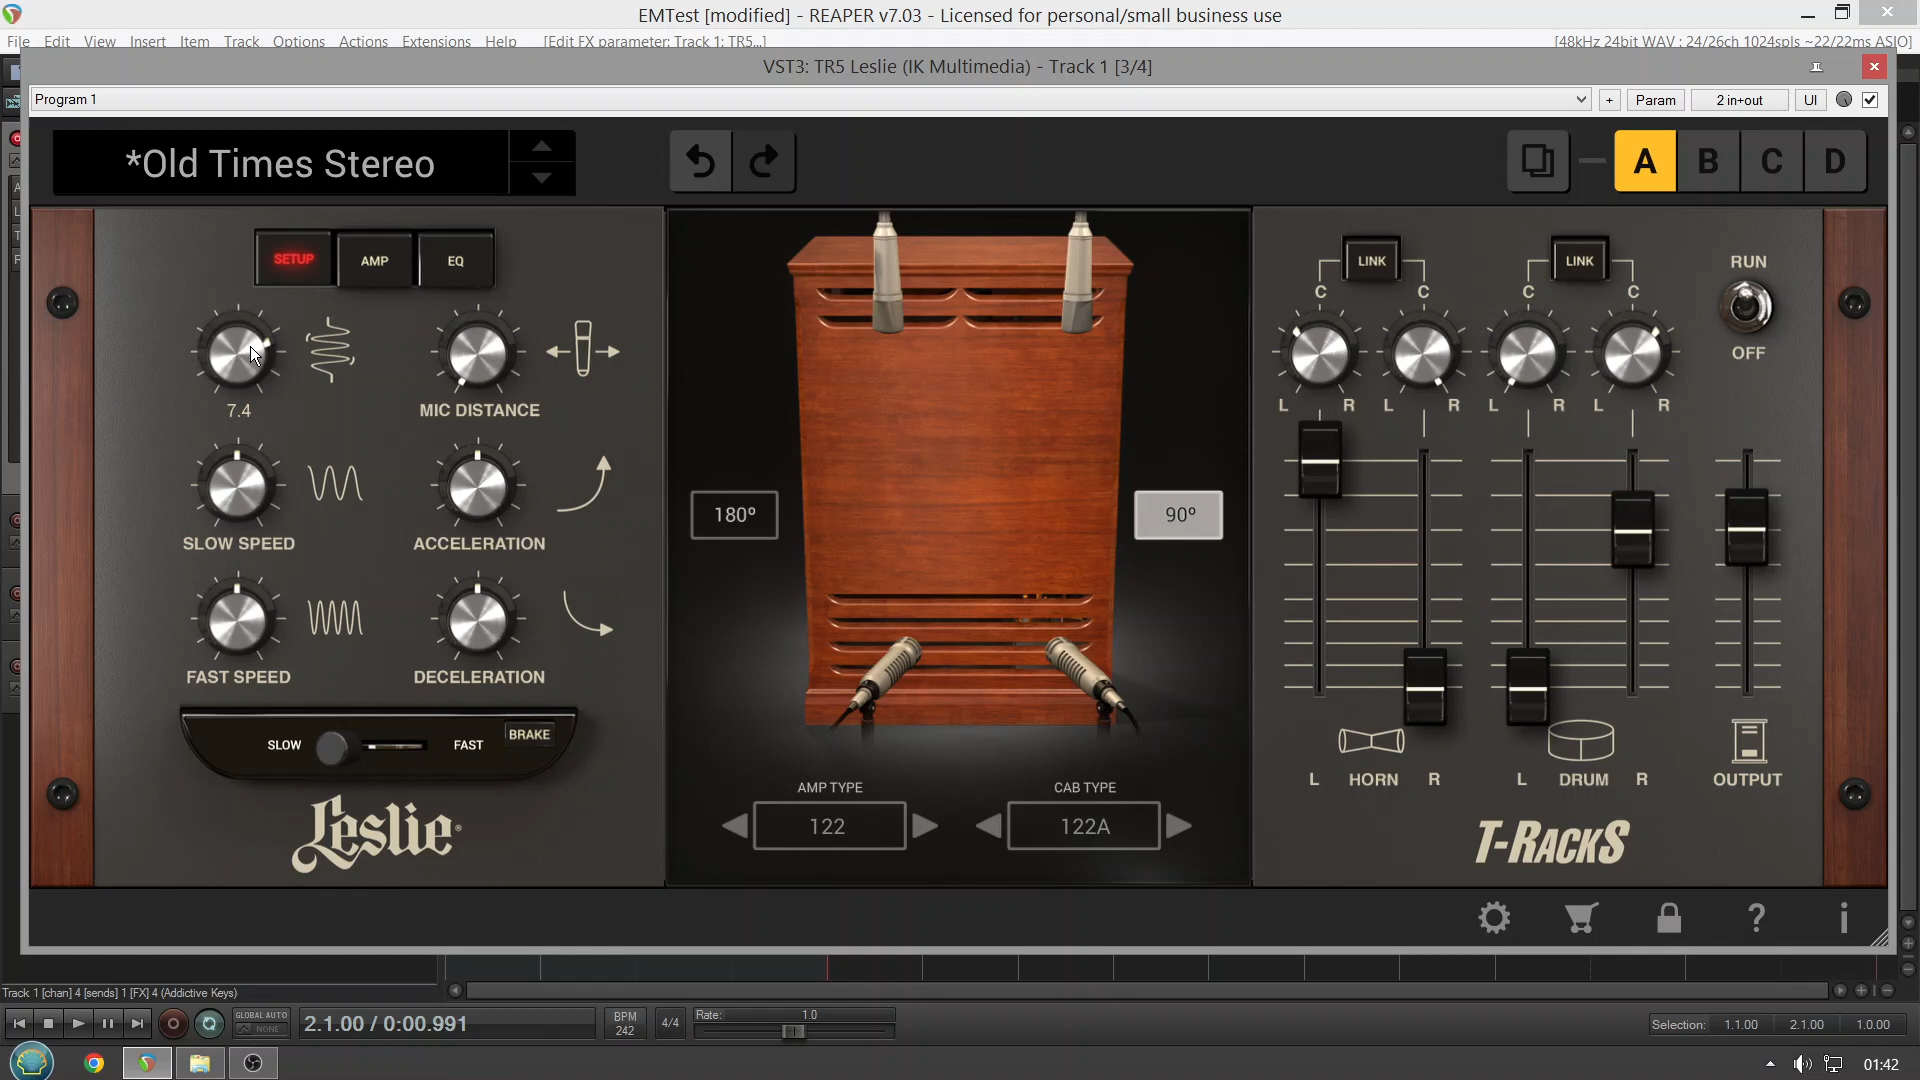 EMTest [modified] - REAPER v7.03 - Licensed for personal/small business use
File Edit View Insert Item Track Options Actions Extensions Help [Edit FX parameter: Track 1: TR5...] [48kHz 24bit WAV : 24/26ch 1024spls ~22/22ms ASIO]
VST3: TR5 Leslie (IK Multimedia) - Track 1 [3/4]
Program 1 + Param 2 in+out UI
*Old Times Stereo A B C D
SETUP AMP EQ
LINK LINK RUN
C C C C
OFF
L R L R L R L R
7.4 MIC DISTANCE
180º 90º
SLOW SPEED ACCELERATION
FAST SPEED DECELERATION
SLOW FAST BRAKE
L HORN R L DRUM R OUTPUT
AMP TYPE CAB TYPE
122 122A
Leslie®
T-RackS
? i
Track 1 [chan] 4 [sends] 1 [FX] 4 (Addictive Keys)
GLOBAL AUTO
NONE
2.1.00 / 0:00.991
BPM
242
4/4
Rate: 1.0
Selection: 1.1.00 2.1.00 1.0.00
01:42